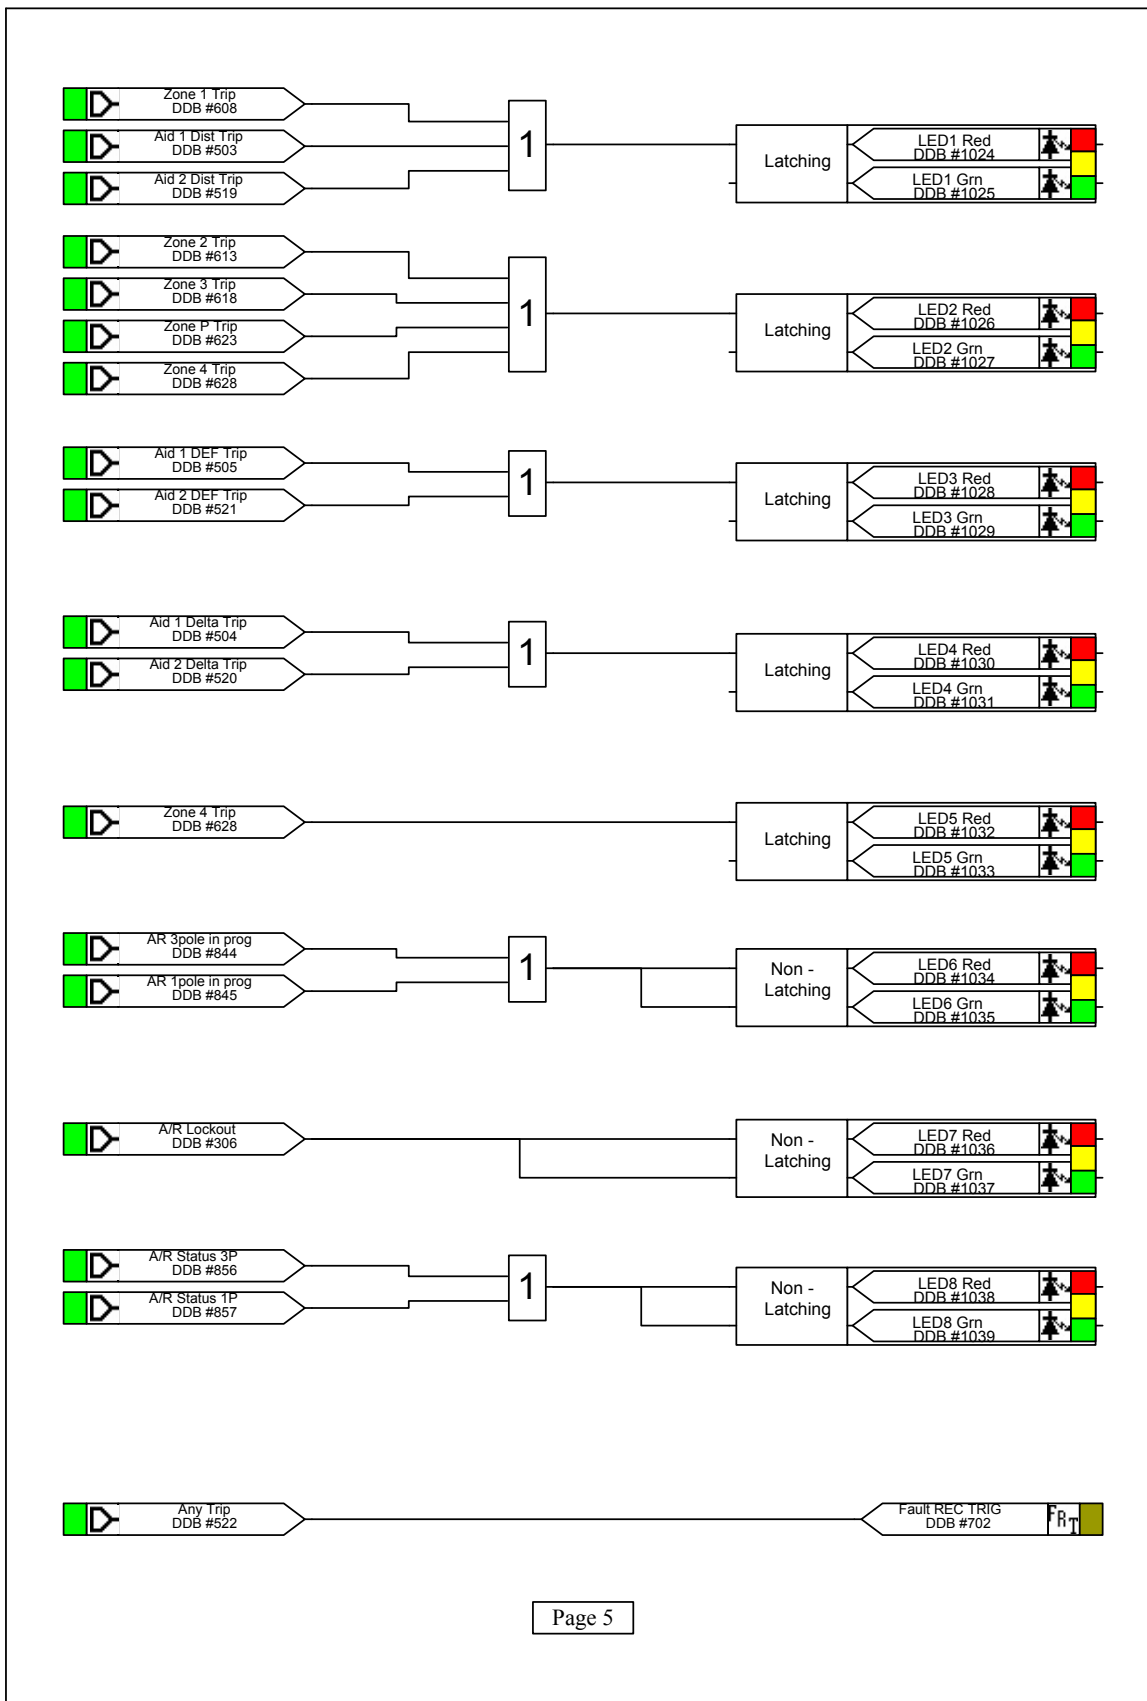 Zone 1 Trip
DDB #608
Aid 1 Dist Trip
DDB #503
Aid 2 Dist Trip
DDB #519
1
Latching
LED1 Red
DDB #1024
LED1 Grn
DDB #1025
Zone 2 Trip
DDB #613
Zone 3 Trip
DDB #618
Zone P Trip
DDB #623
Zone 4 Trip
DDB #628
1
Latching
LED2 Red
DDB #1026
LED2 Grn
DDB #1027
Aid 1 DEF Trip
DDB #505
Aid 2 DEF Trip
DDB #521
1
Latching
LED3 Red
DDB #1028
LED3 Grn
DDB #1029
Aid 1 Delta Trip
DDB #504
Aid 2 Delta Trip
DDB #520
1
Latching
LED4 Red
DDB #1030
LED4 Grn
DDB #1031
Zone 4 Trip
DDB #628
Latching
LED5 Red
DDB #1032
LED5 Grn
DDB #1033
AR 3pole in prog
DDB #844
AR 1pole in prog
DDB #845
1
Non -
Latching
LED6 Red
DDB #1034
LED6 Grn
DDB #1035
A/R Lockout
DDB #306
Non -
Latching
LED7 Red
DDB #1036
LED7 Grn
DDB #1037
A/R Status 3P
DDB #856
A/R Status 1P
DDB #857
1
Non -
Latching
LED8 Red
DDB #1038
LED8 Grn
DDB #1039
Any Trip
DDB #522
Fault REC TRIG
DDB #702
FRT
Page 5